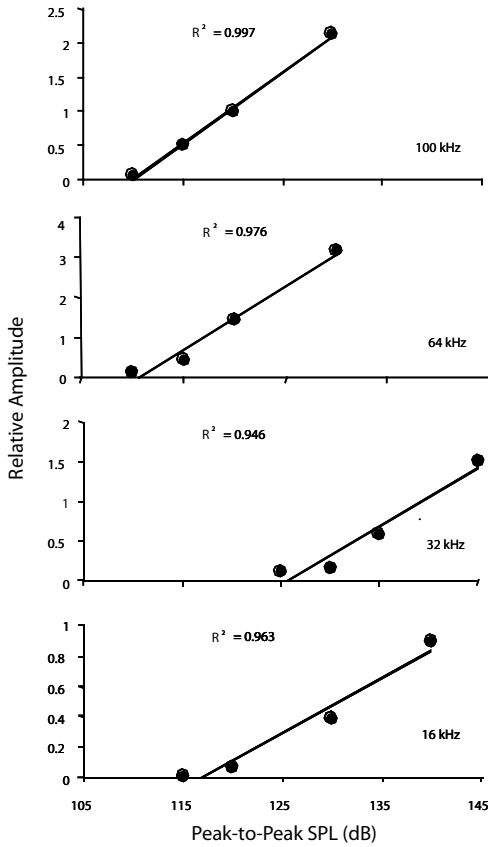 2.5
2
1.5
1
0.5
0
R² = 0.997
100 kHz
4
3
2
1
0
R² = 0.976
64 kHz
Relative Amplitude
2
1.5
1
0.5
0
R² = 0.946
32 kHz
1
0.8
0.6
0.4
0.2
0
R² = 0.963
16 kHz
105 115 125 135 145
Peak-to-Peak SPL (dB)